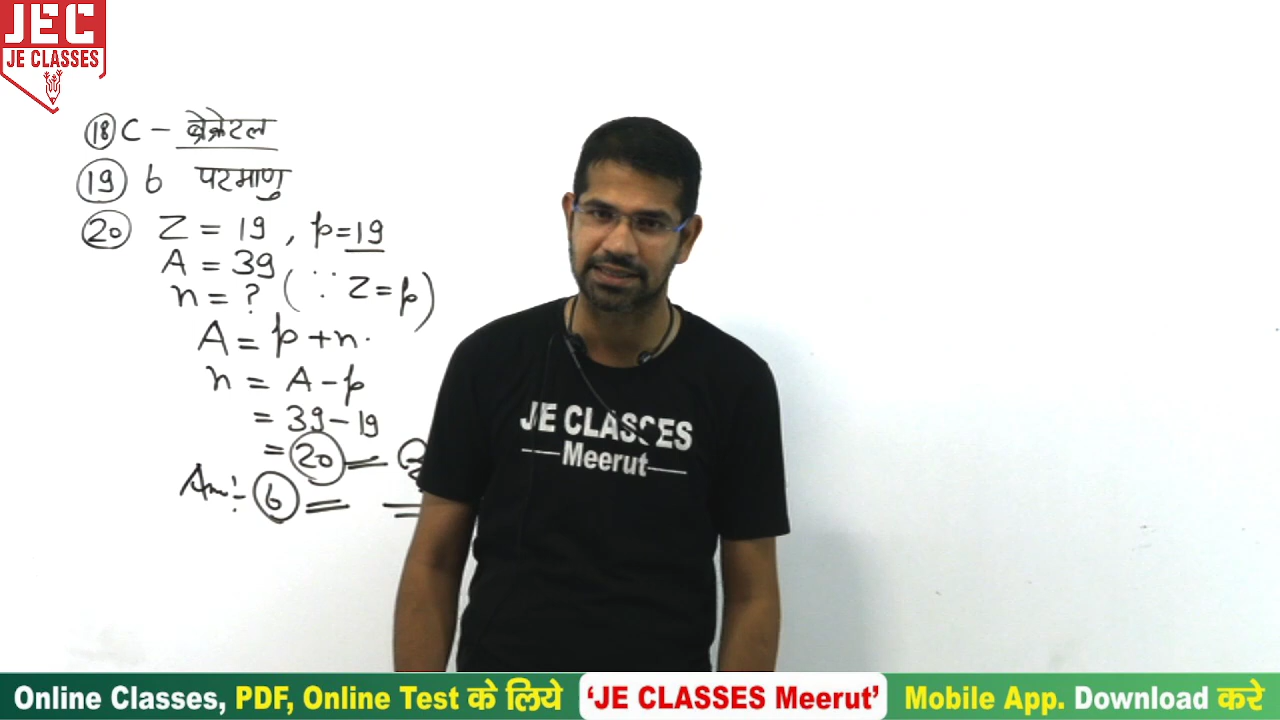 JEC
JE CLASSES
(18) C - बेकेरेल
(19) b परमाणु
(20) Z = 19, p=19
A = 39
n = ? (∵ Z=p)
A = p+n.
n = A-p
= 39-19
= 20 =
Ans:- b =
JE CLASSES
Meerut
Online Classes, PDF, Online Test के लिये 'JE CLASSES Meerut' Mobile App. Download करे